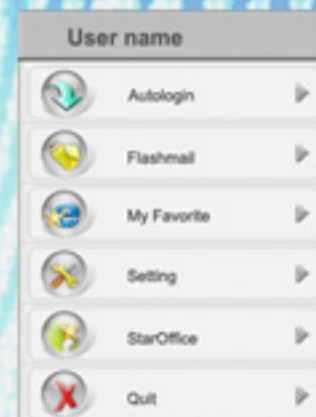 User name
Autologin
Flashmail
My Favorite
Setting
StarOffice
Quit